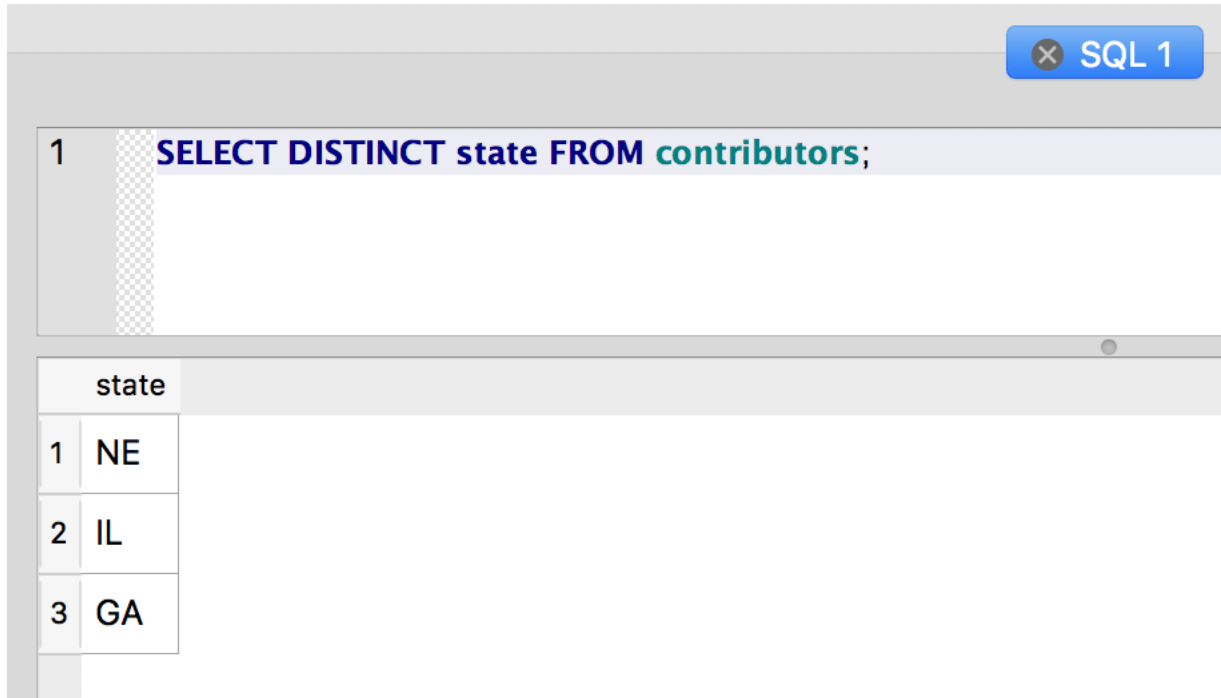 SQL 1
1 SELECT DISTINCT state FROM contributors;
state
1 NE
2 IL
3 GA